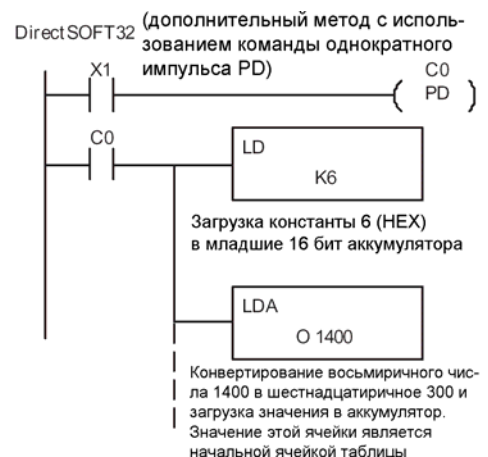 DirectSOFT32 (дополнительный метод с исполь-
зованием команды однократного
импульса PD)
X1
C0
PD
C0
LD
K6
Загрузка константы 6 (HEX)
в младшие 16 бит аккумулятора
LDA
O 1400
Конвертирование восьмиричного чис-
ла 1400 в шестнадцатиричное 300 и
загрузка значения в аккумулятор.
Значение этой ячейки является
начальной ячейкой таблицы